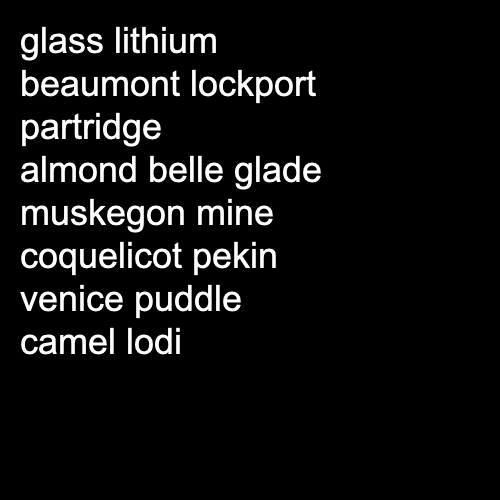 glass lithium
beaumont lockport
partridge
almond belle glade
muskegon mine
coquelicot pekin
venice puddle
camel lodi